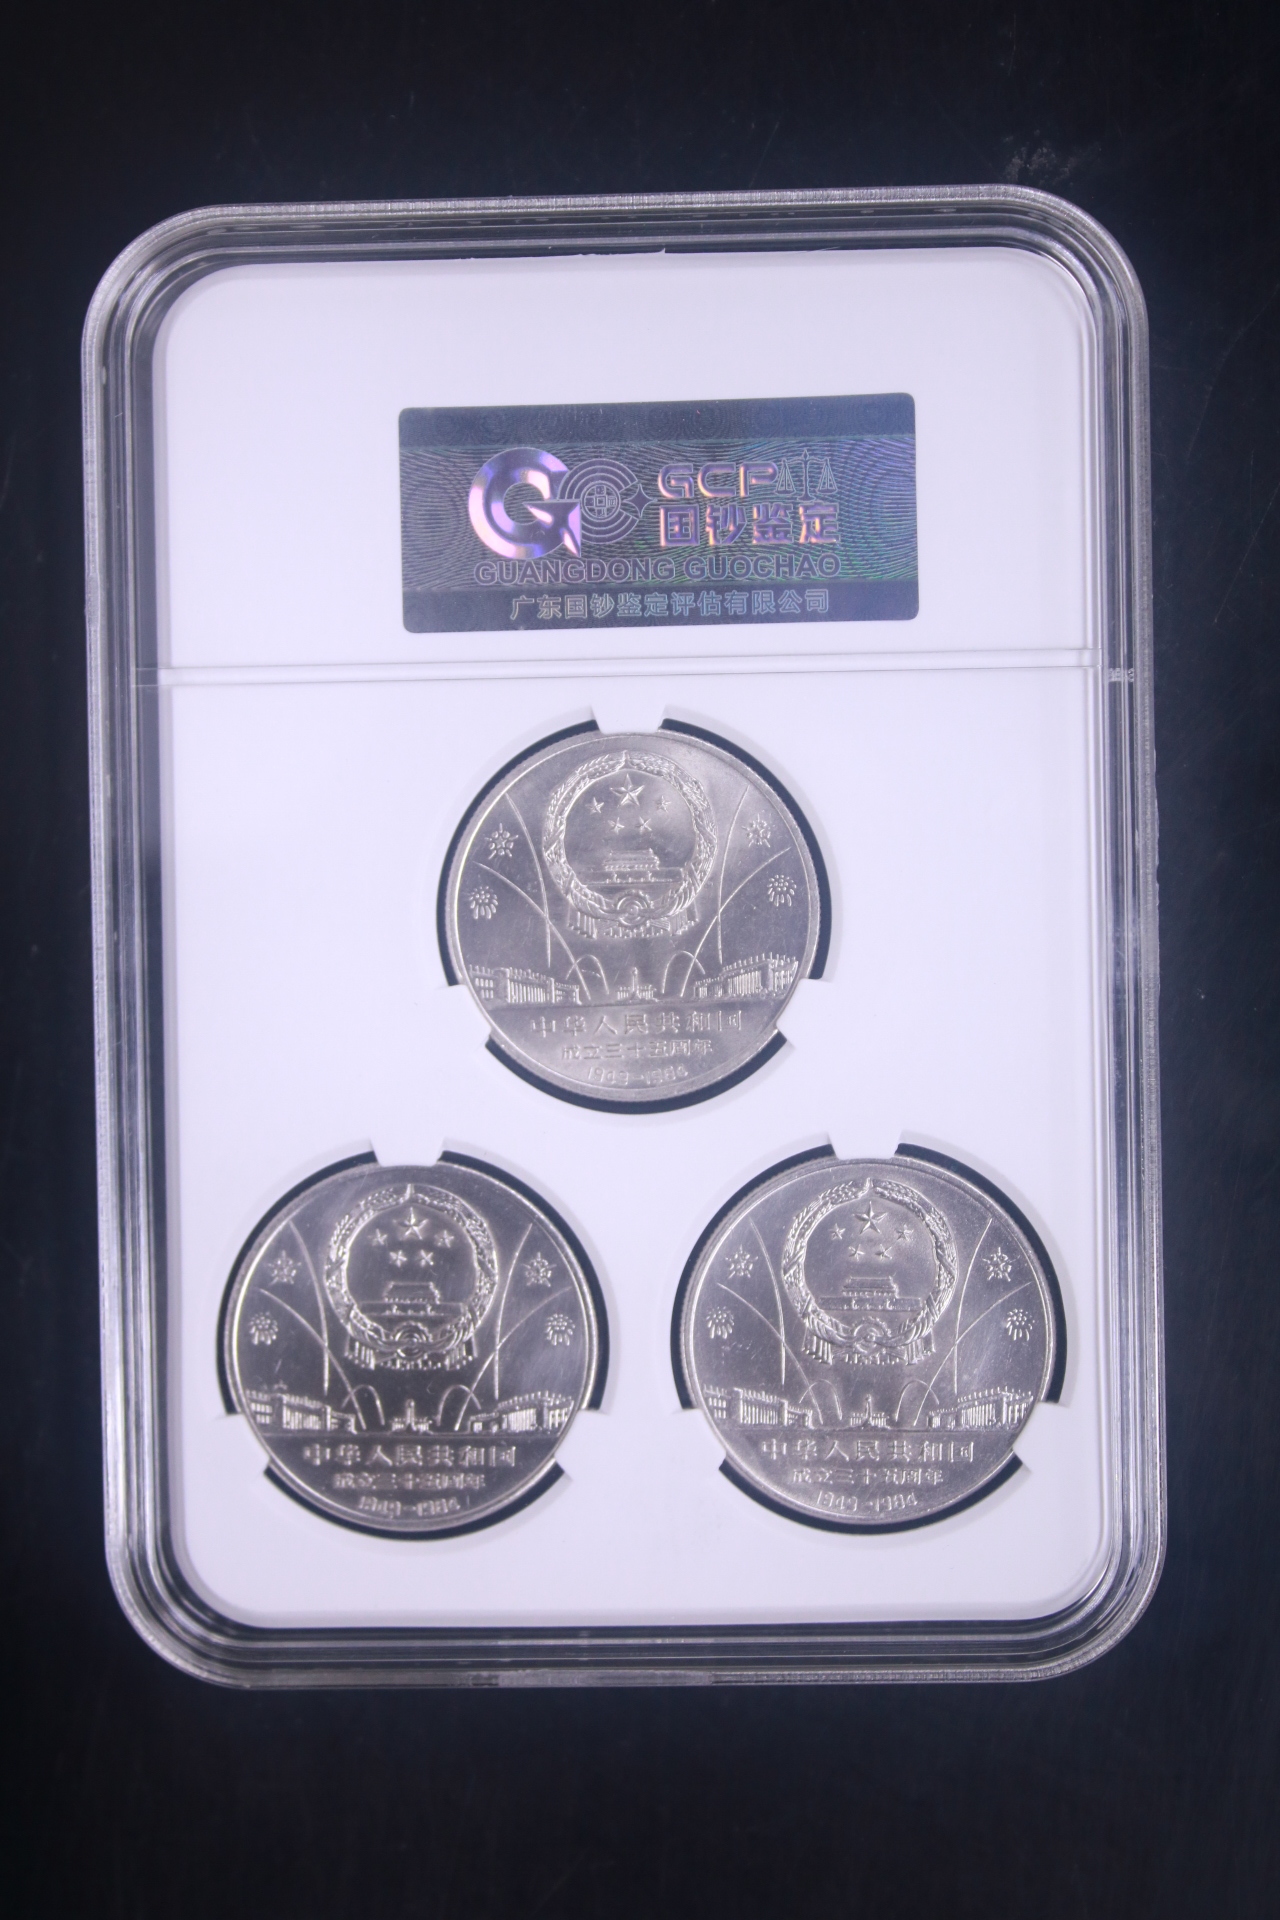 GCP
国钞鉴定
GUANGDONG GUOCHAO
广东国钞鉴定评估有限公司
中华人民共和国
成立三十五周年
1949-1984
中华人民共和国
成立三十五周年
1949-1984
中华人民共和国
成立三十五周年
1949-1984